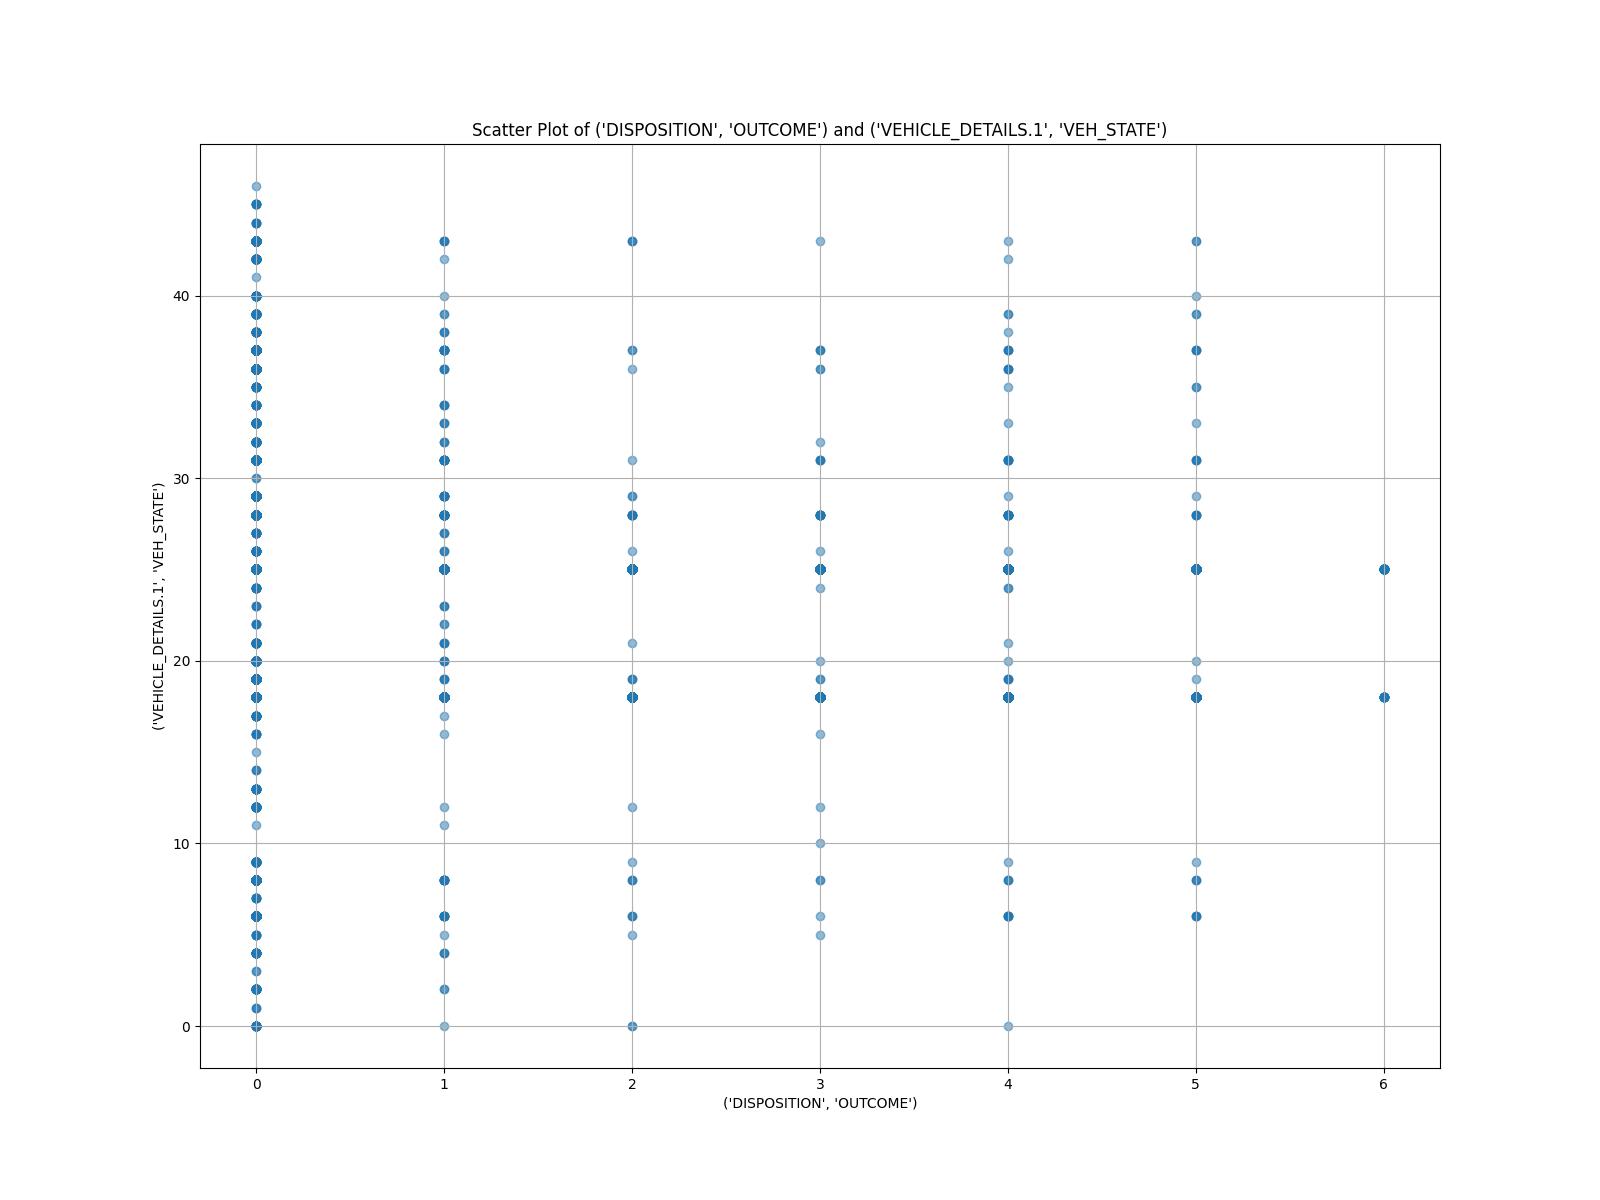 Scatter Plot of ('DISPOSITION', 'OUTCOME') and ('VEHICLE_DETAILS.1', 'VEH_STATE')
('VEHICLE_DETAILS.1', 'VEH_STATE')
40
30
20
10
0
0 1 2 3 4 5 6
('DISPOSITION', 'OUTCOME')